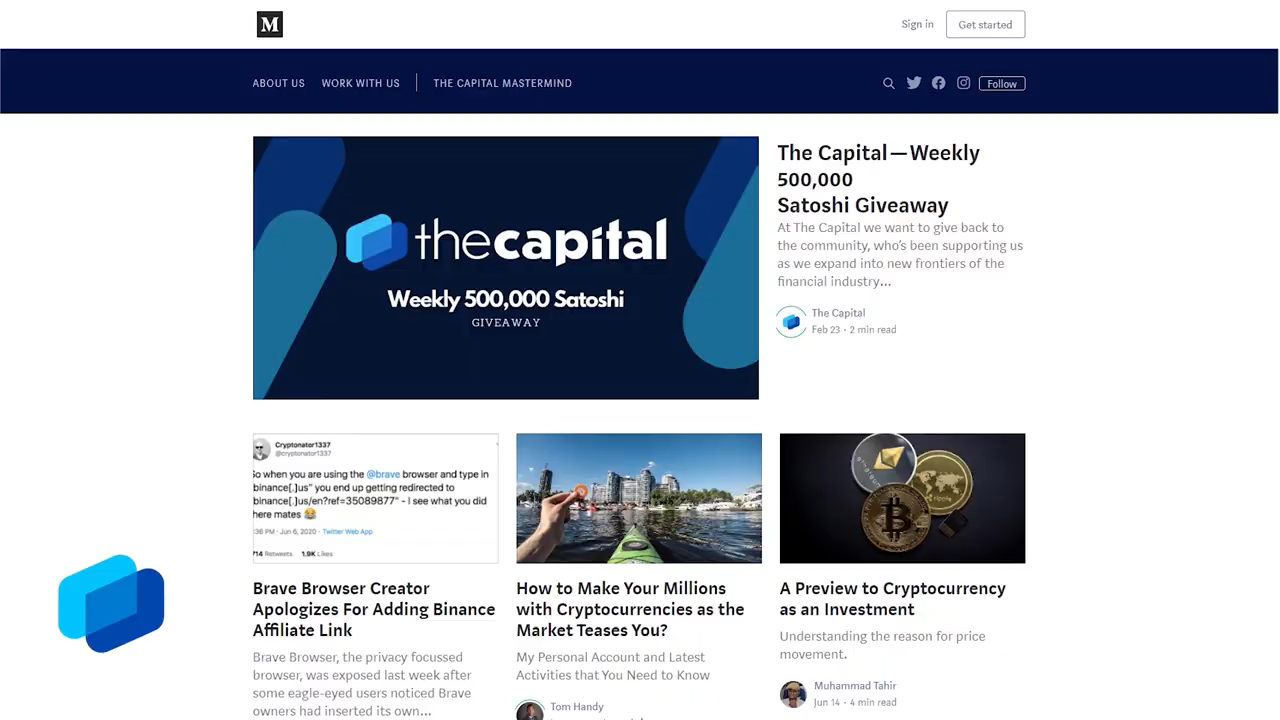 M
Sign in
Get started
ABOUT US
WORK WITH US
THE CAPITAL MASTERMIND
Follow
thecapital
Weekly 500,000 Satoshi
GIVEAWAY
The Capital — Weekly
500,000
Satoshi Giveaway
At The Capital we want to give back to
the community, who's been supporting us
as we expand into new frontiers of the
financial industry...
The Capital
Feb 23 · 2 min read
Cryptonator1337
@cryptonator1337
So when you are using the @brave browser and type in
binance[.]us" you end up getting redirected to
binance[.]us/en?ref=35089877" - I see what you did
here mates 😂
:36 PM · Jun 6, 2020 · Twitter Web App
714 Retweets 1.9K Likes
Brave Browser Creator
Apologizes For Adding Binance
Affiliate Link
Brave Browser, the privacy focussed
browser, was exposed last week after
some eagle-eyed users noticed Brave
owners had inserted its own...
How to Make Your Millions
with Cryptocurrencies as the
Market Teases You?
My Personal Account and Latest
Activities that You Need to Know
Tom Handy
ripple
A Preview to Cryptocurrency
as an Investment
Understanding the reason for price
movement.
Muhammad Tahir
Jun 14 · 4 min read